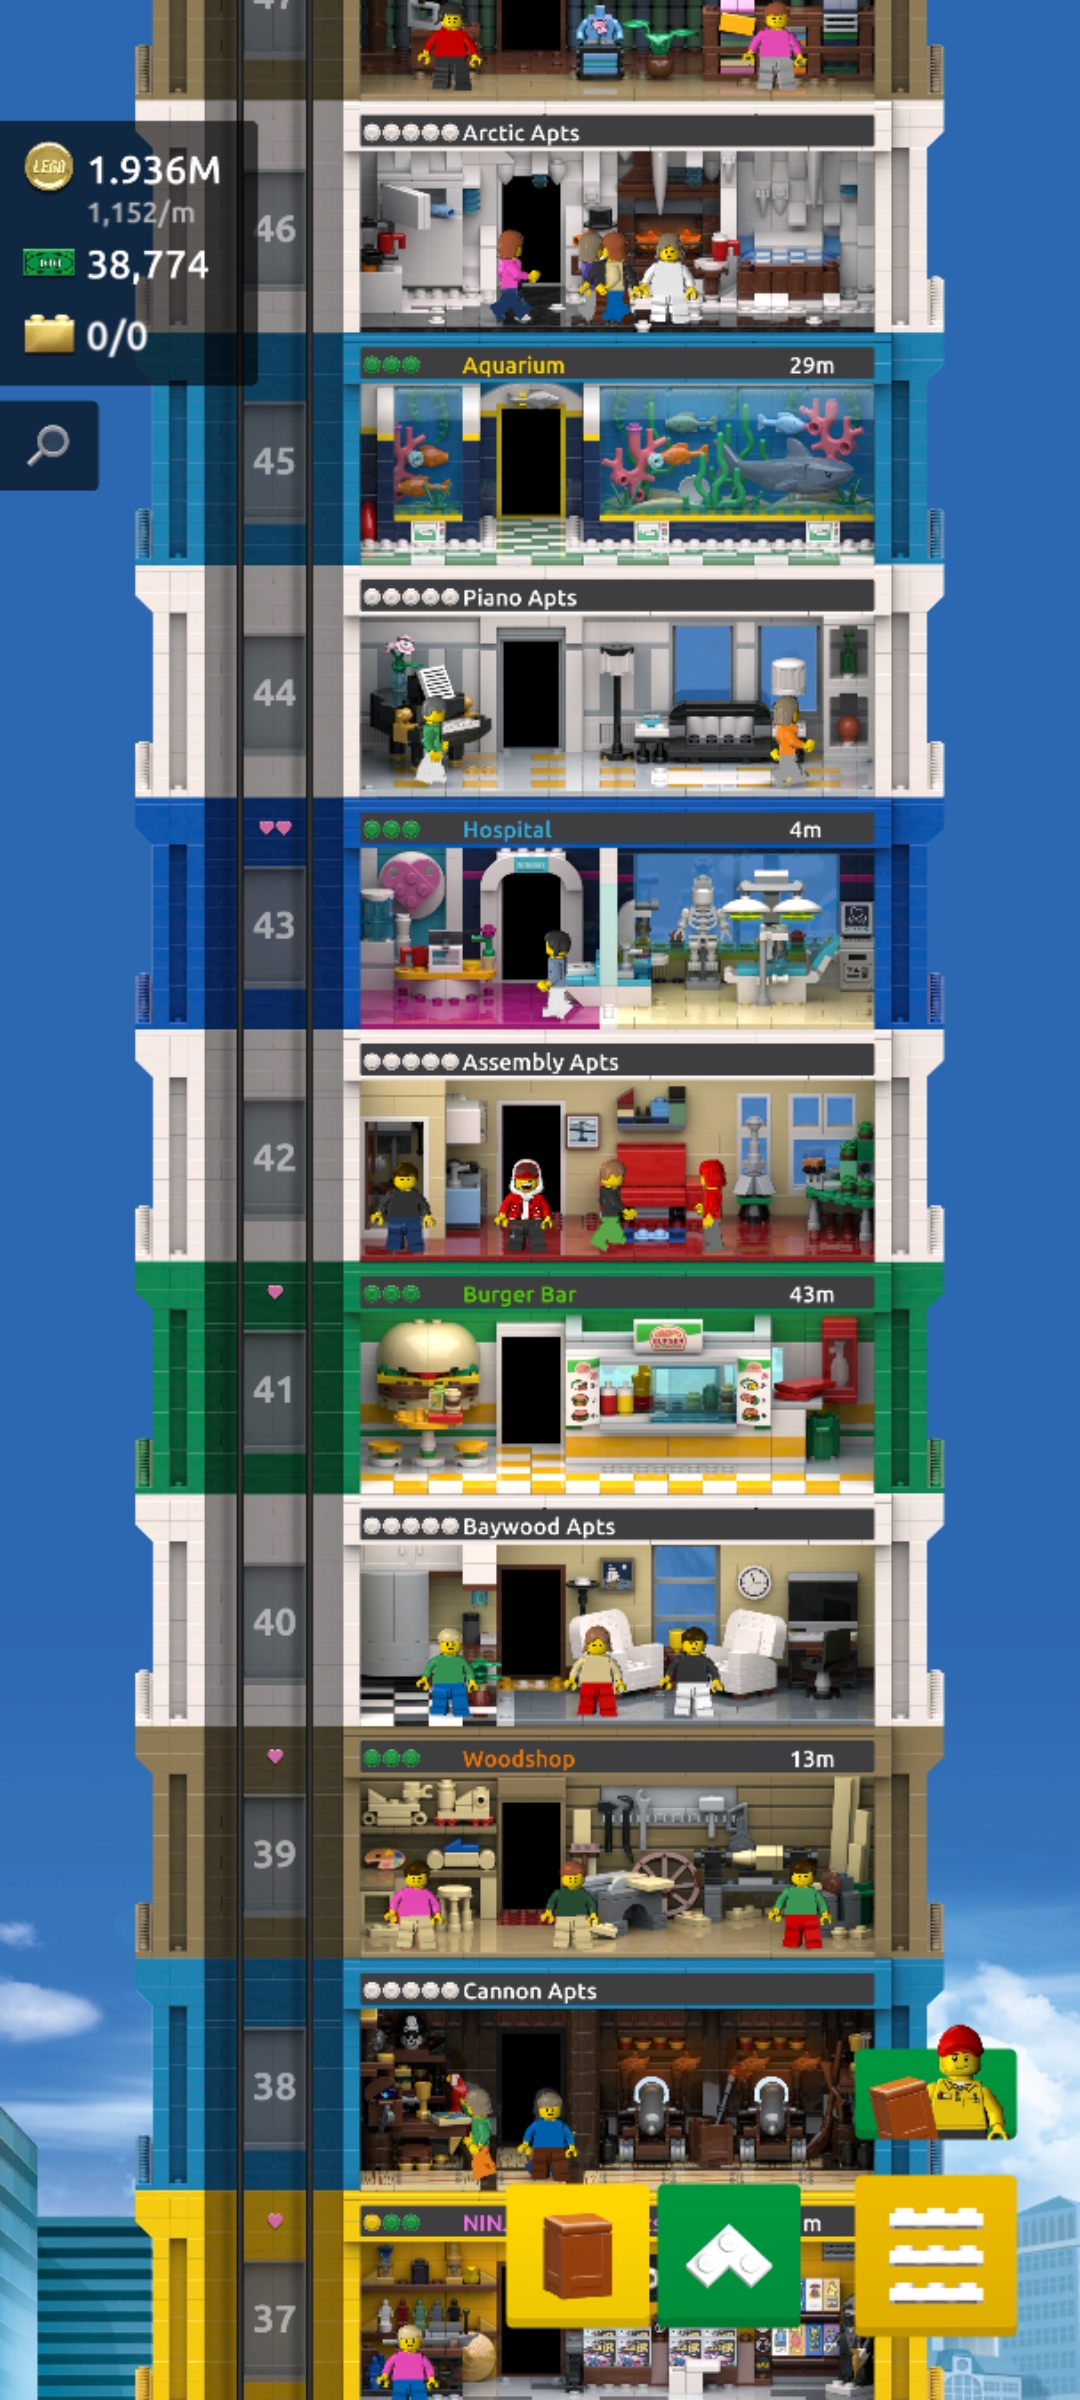 47
Arctic Apts
LEGO
1.936M
1,152/m
46
38,774
0/0
Aquarium 29m
45
Piano Apts
44
Hospital 4m
43
Assembly Apts
42
Burger Bar 43m
BURGER
41
Baywood Apts
40
Woodshop 13m
39
Cannon Apts
38
NIN
m
37